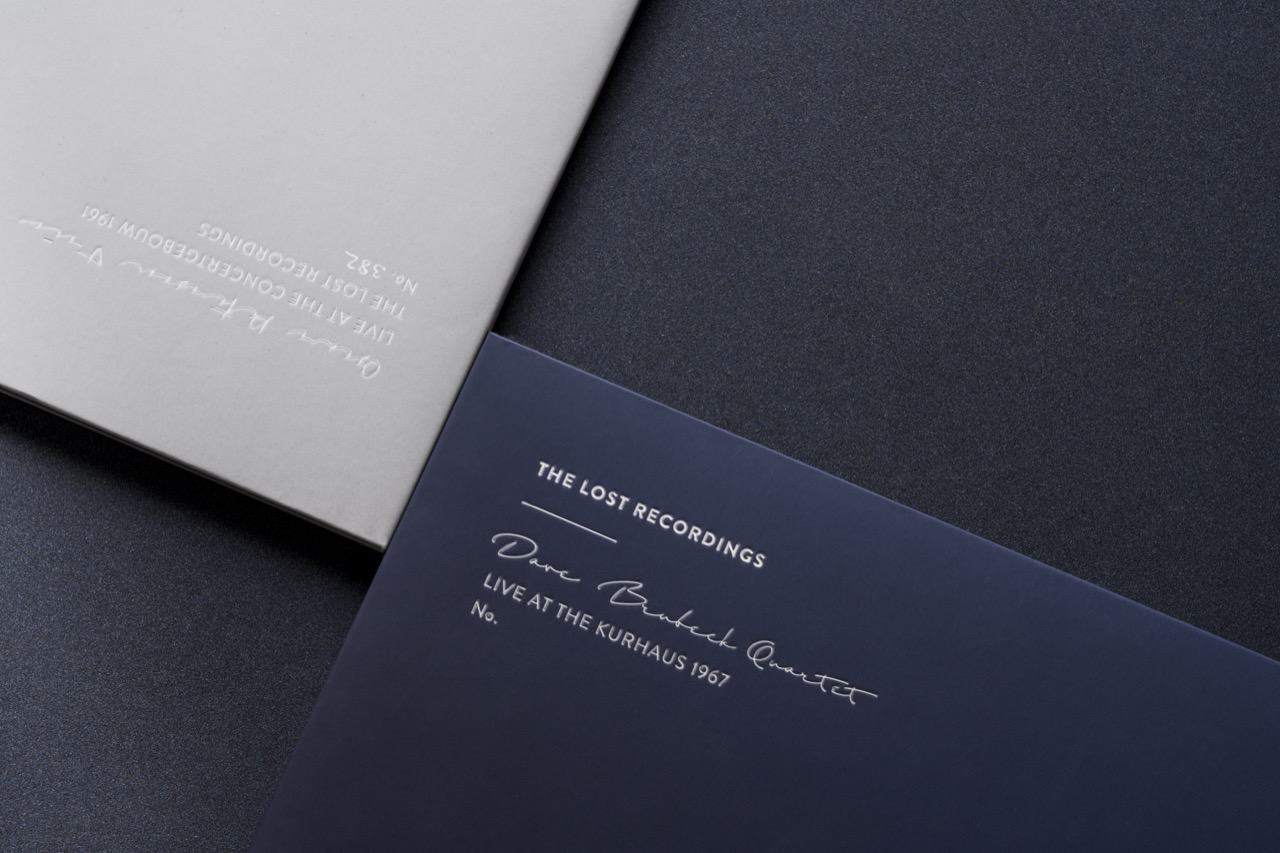 THE LOST RECORDINGS
Dave Brubeck Quartet
LIVE AT THE KURHAUS 1967
No.
Oscar Peterson Trio
LIVE AT THE CONCERTGEBOUW 1961
THE LOST RECORDINGS
No. 382